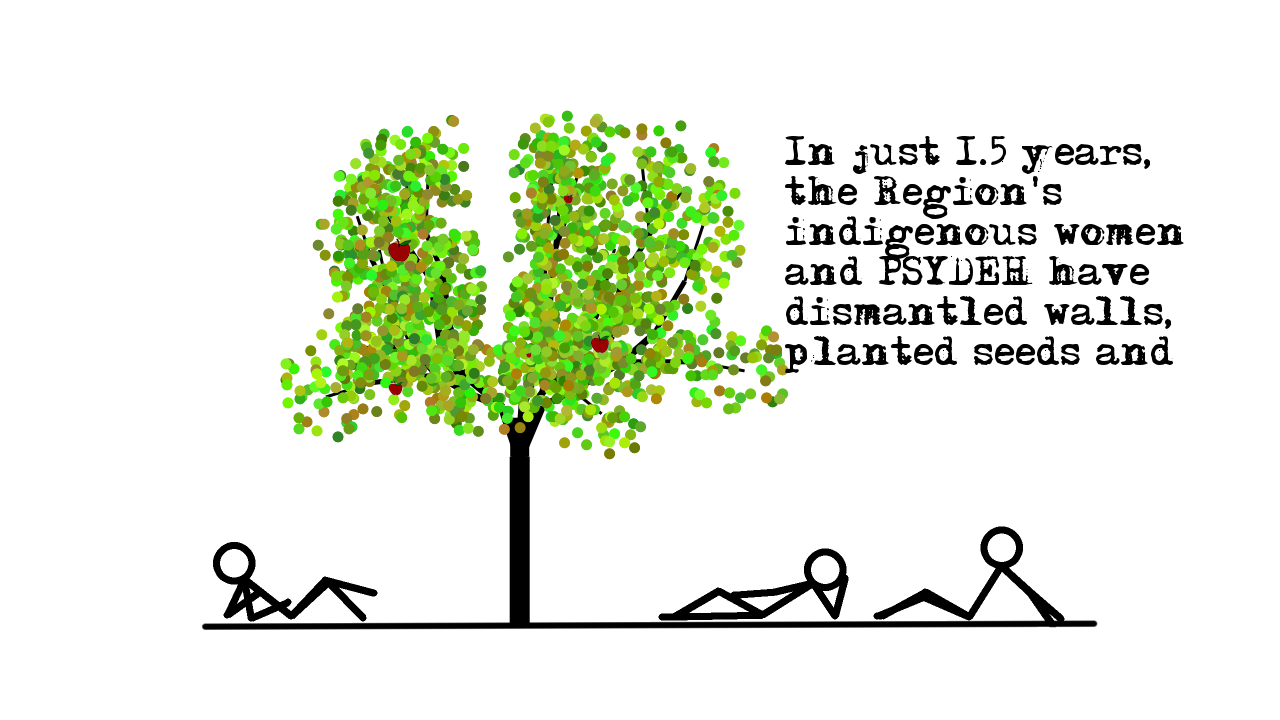 In just 1.5 years,
the Region's
indigenous women
and PSYDEH have
dismantled walls,
planted seeds and